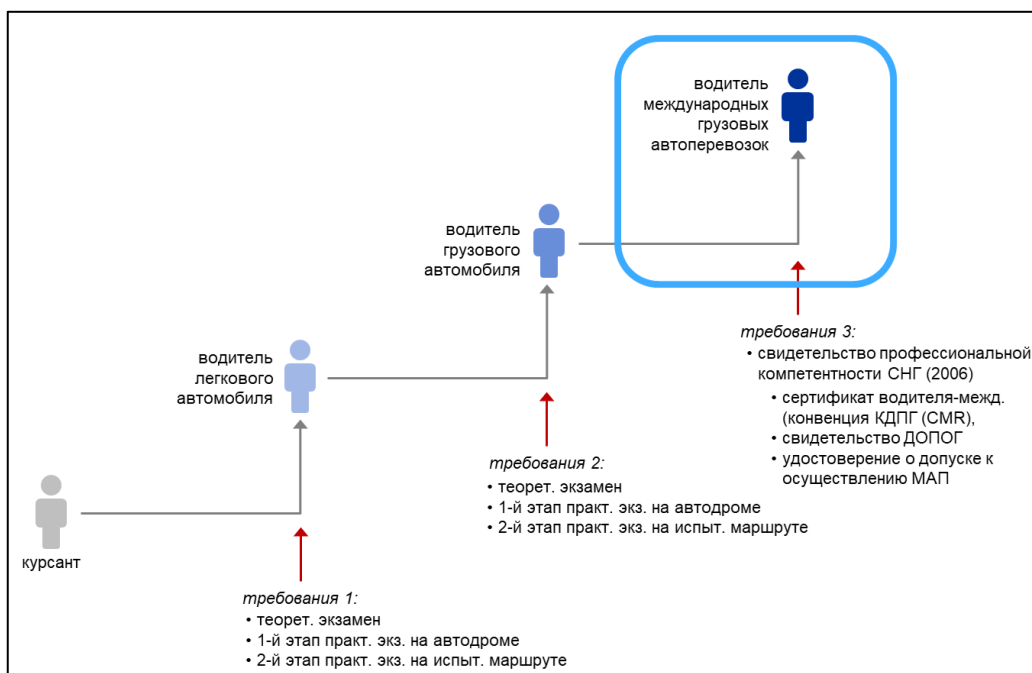 водитель
международных
грузовых
автоперевозок
водитель
грузового
автомобиля
водитель
легкового
автомобиля
курсант
требования 1:
• теорет. экзамен
• 1-й этап практ. экз. на автодроме
• 2-й этап практ. экз. на испыт. маршруте
требования 2:
• теорет. экзамен
• 1-й этап практ. экз. на автодроме
• 2-й этап практ. экз. на испыт. маршруте
требования 3:
• свидетельство профессиональной
компетентности СНГ (2006)
• сертификат водителя-межд.
(конвенция КДПГ (CMR),
• свидетельство ДОПОГ
• удостоверение о допуске к
осуществлению МАП